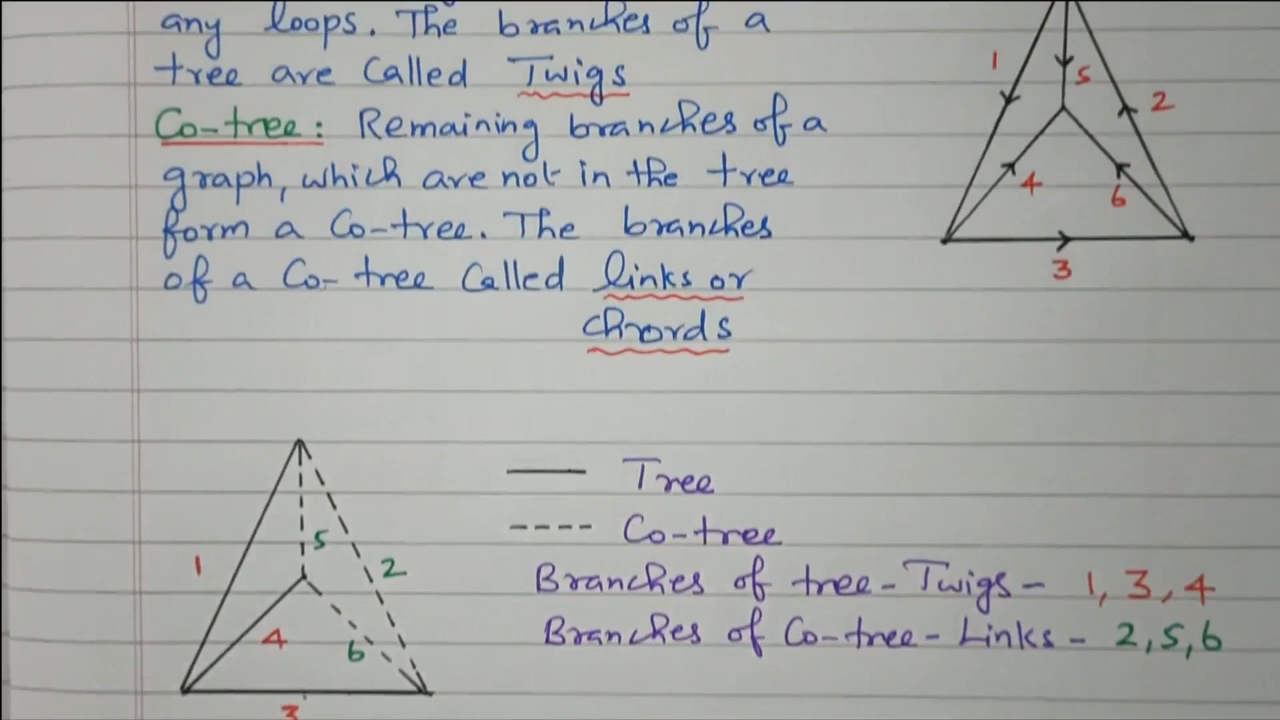 any loops. The branches of a
tree are called Twigs
Co-tree: Remaining branches of a
graph, which are not in the tree
form a Co-tree. The branches
of a Co-tree Called links or
chords
1
5
2
4
6
3
Tree
Co-tree
Branches of tree - Twigs - 1, 3, 4
Branches of Co-tree - Links - 2, 5, 6
1
5
2
4
6
3